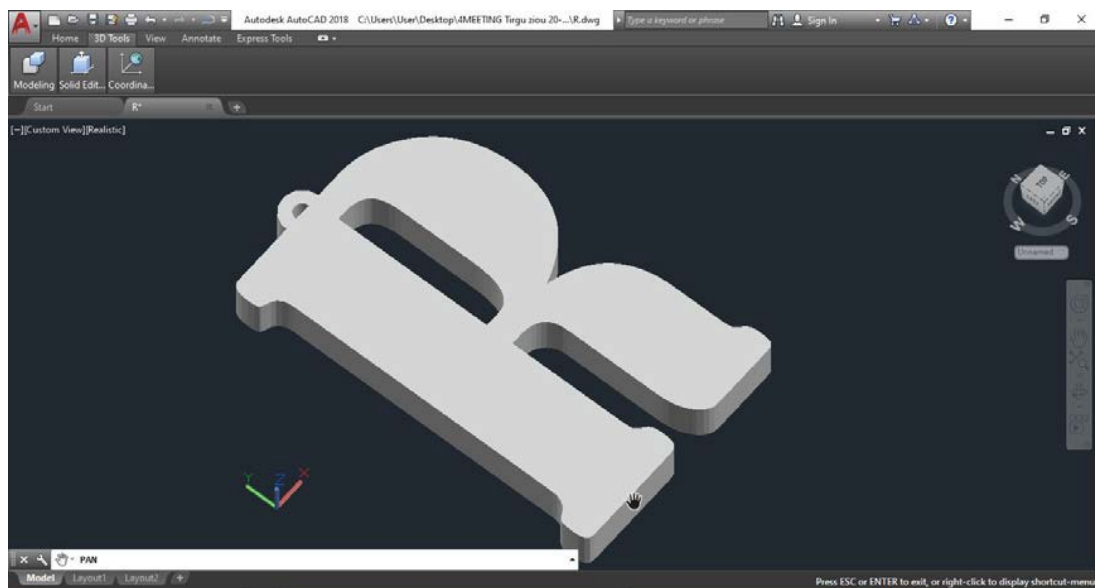 A
Autodesk AutoCAD 2018 C:\Users\User\Desktop\4MEETING Tirgu ziou 20-...\R.dwg
Type a keyword or phrase
Sign In
Home 3D Tools View Annotate Express Tools
Modeling Solid Edit... Coordina...
Start R* +
[−][Custom View][Realistic]
N E
TOP
W S
Unnamed
Y Z X
PAN
Model Layout1 Layout2 +
Press ESC or ENTER to exit, or right-click to display shortcut-menu